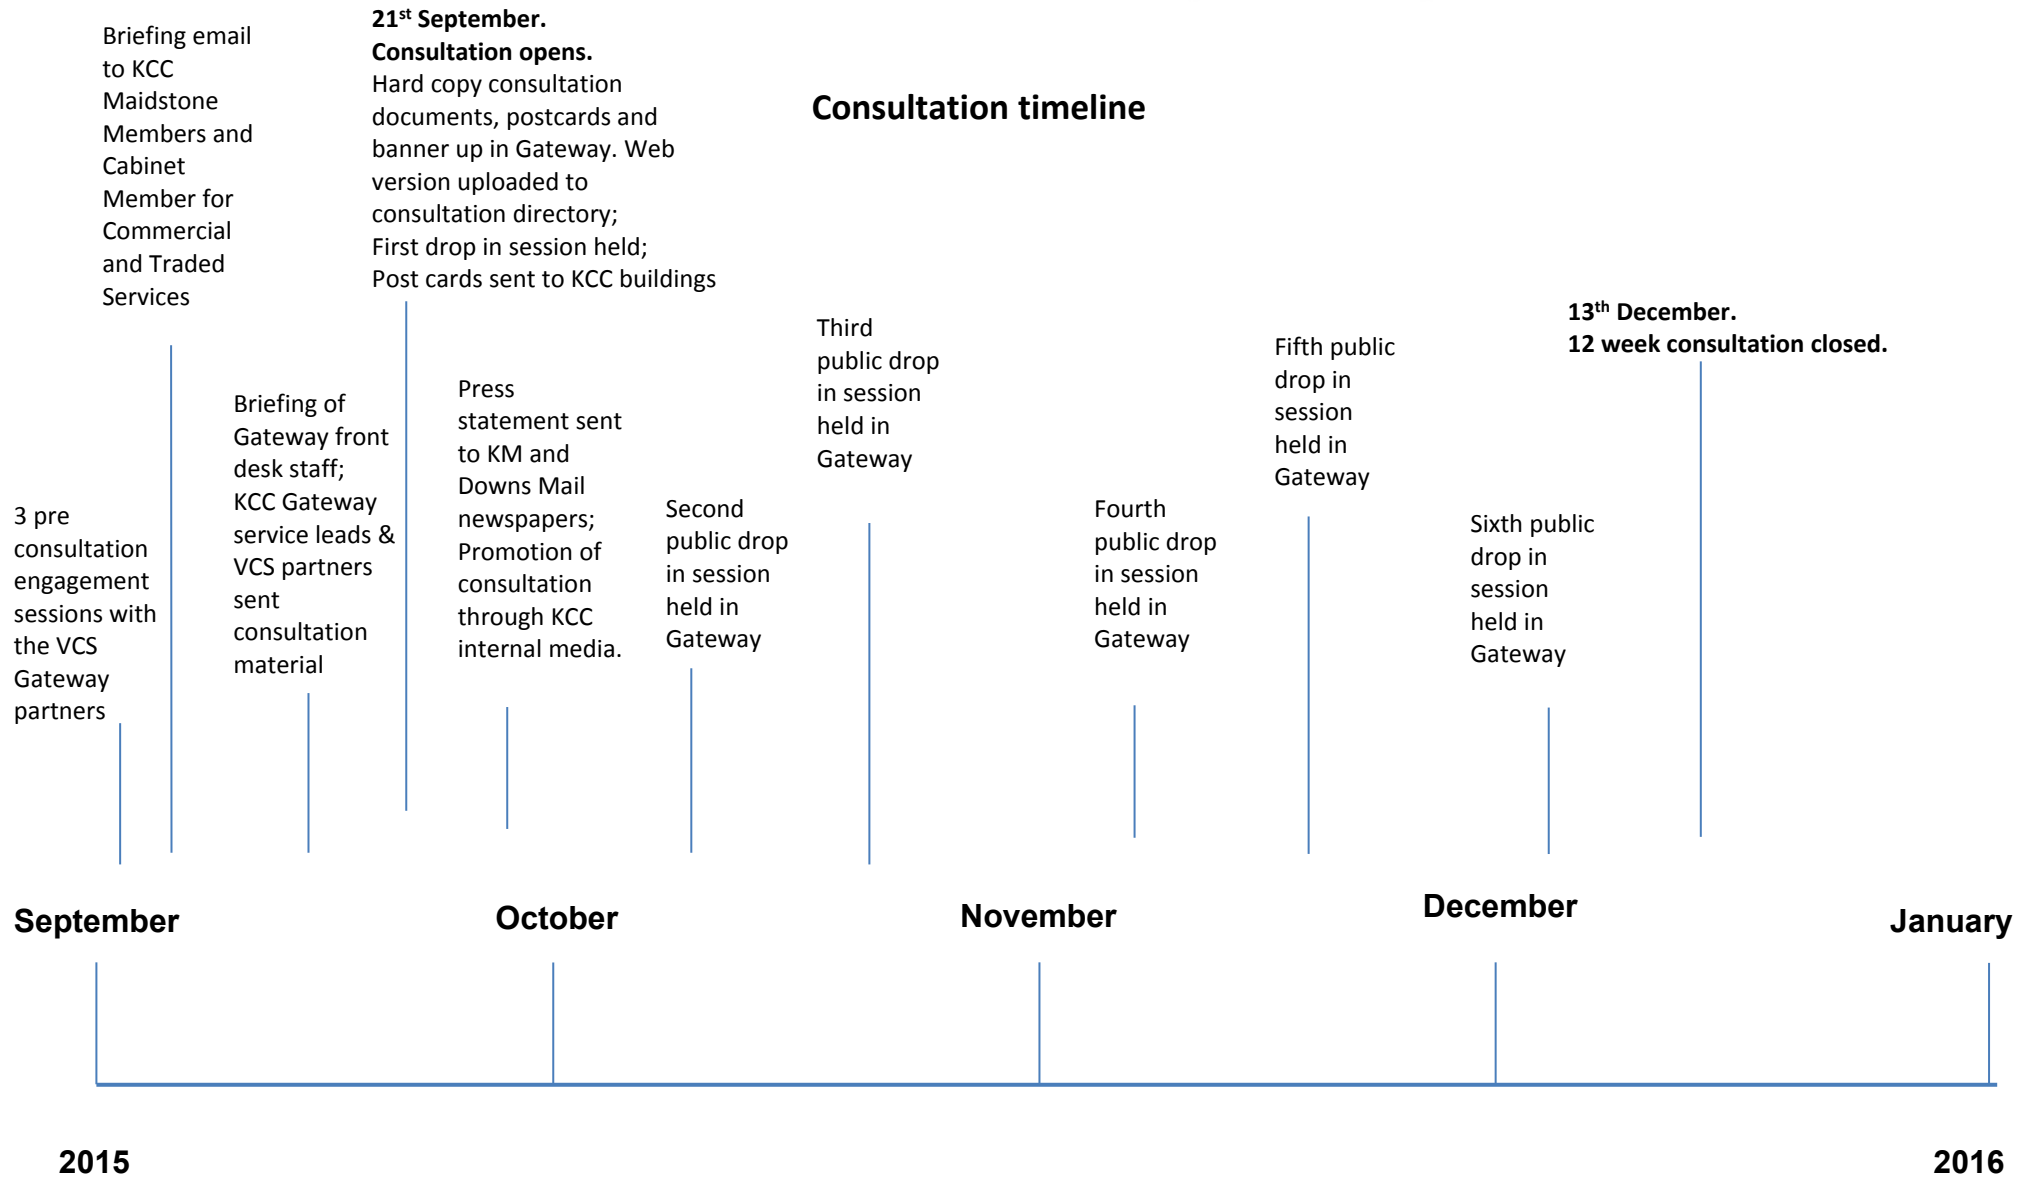 Consultation timeline
3 pre
consultation
engagement
sessions with
the VCS
Gateway
partners
Briefing email
to KCC
Maidstone
Members and
Cabinet
Member for
Commercial
and Traded
Services
Briefing of
Gateway front
desk staff;
KCC Gateway
service leads &
VCS partners
sent
consultation
material
21st September.
Consultation opens.
Hard copy consultation
documents, postcards and
banner up in Gateway. Web
version uploaded to
consultation directory;
First drop in session held;
Post cards sent to KCC buildings
Press
statement sent
to KM and
Downs Mail
newspapers;
Promotion of
consultation
through KCC
internal media.
Second
public drop
in session
held in
Gateway
Third
public drop
in session
held in
Gateway
Fourth
public drop
in session
held in
Gateway
Fifth public
drop in
session
held in
Gateway
Sixth public
drop in
session
held in
Gateway
13th December.
12 week consultation closed.
September
October
November
December
January
2015
2016